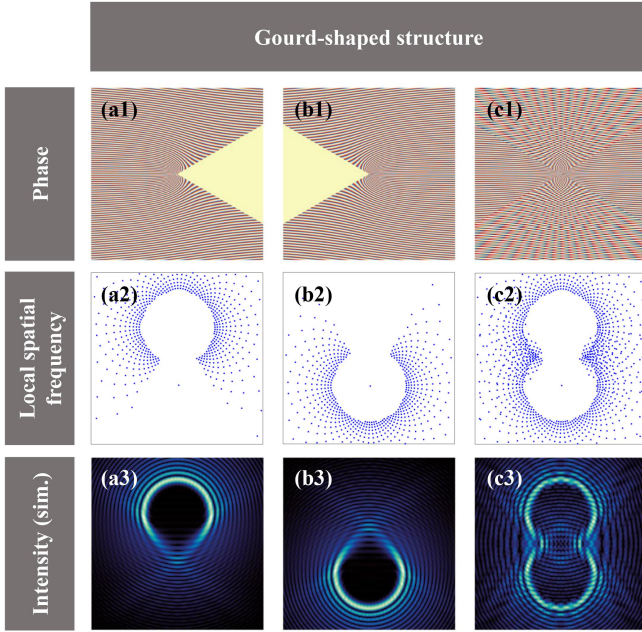 Gourd-shaped structure
Phase
(a1)
(b1)
(c1)
Local spatial
frequency
(a2)
(b2)
(c2)
Intensity (sim.)
(a3)
(b3)
(c3)